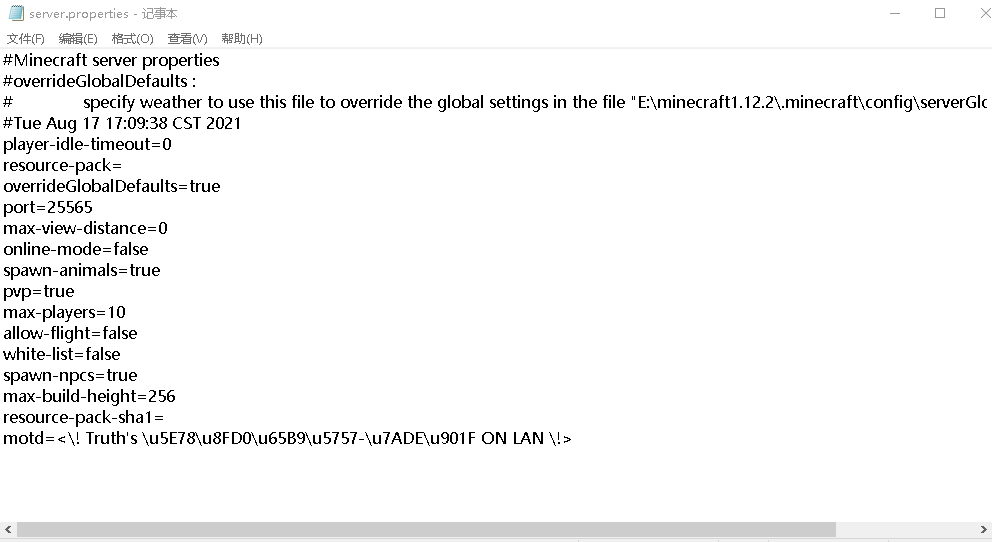 server.properties - 记事本
文件(F) 编辑(E) 格式(O) 查看(V) 帮助(H)
#Minecraft server properties
#overrideGlobalDefaults :
# specify weather to use this file to override the global settings in the file "E:\minecraft1.12.2\.minecraft\config\serverGlo
#Tue Aug 17 17:09:38 CST 2021
player-idle-timeout=0
resource-pack=
overrideGlobalDefaults=true
port=25565
max-view-distance=0
online-mode=false
spawn-animals=true
pvp=true
max-players=10
allow-flight=false
white-list=false
spawn-npcs=true
max-build-height=256
resource-pack-sha1=
motd=<\! Truth's \u5E78\u8FD0\u65B9\u5757-\u7ADE\u901F ON LAN \!>